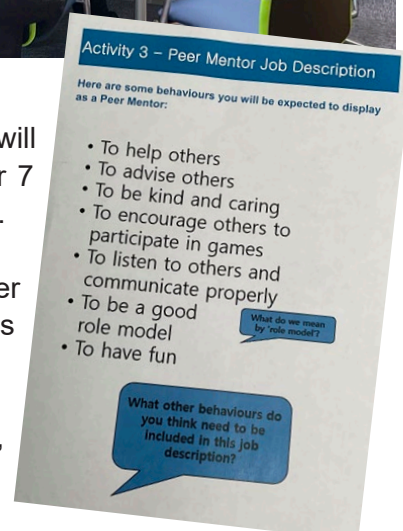 Activity 3 – Peer Mentor Job Description
Here are some behaviours you will be expected to display
as a Peer Mentor:
• To help others
• To advise others
• To be kind and caring
• To encourage others to
participate in games
• To listen to others and
communicate properly
• To be a good
role model
• To have fun
What do we mean
by 'role model'?
What other behaviours do
you think need to be
included in this job
description?
will
r 7
-
er
s
,